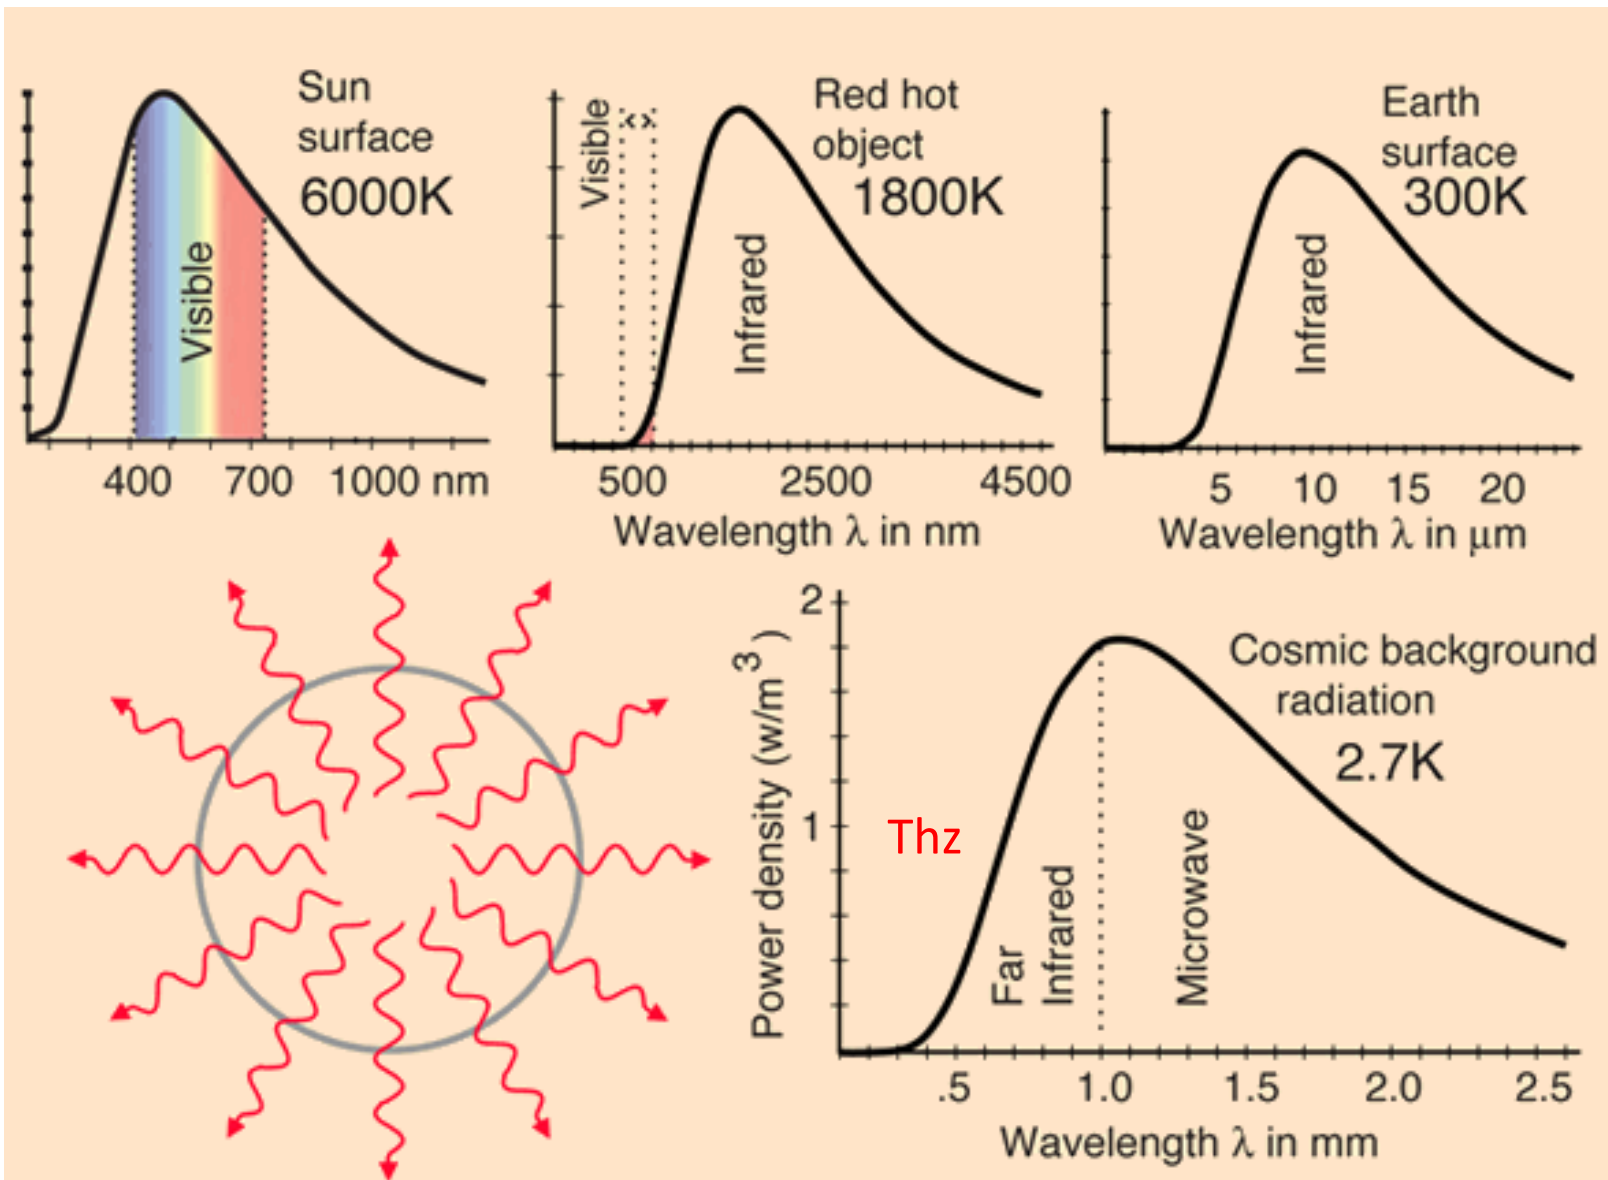 Sun
surface
6000K
Visible
400 700 1000 nm
Visible
Red hot
object
1800K
Infrared
500 2500 4500
Wavelength λ in nm
Earth
surface
300K
Infrared
5 10 15 20
Wavelength λ in μm
2
1
Power density (w/m³)
Thz
Far
Infrared
Microwave
Cosmic background
radiation
2.7K
.5 1.0 1.5 2.0 2.5
Wavelength λ in mm